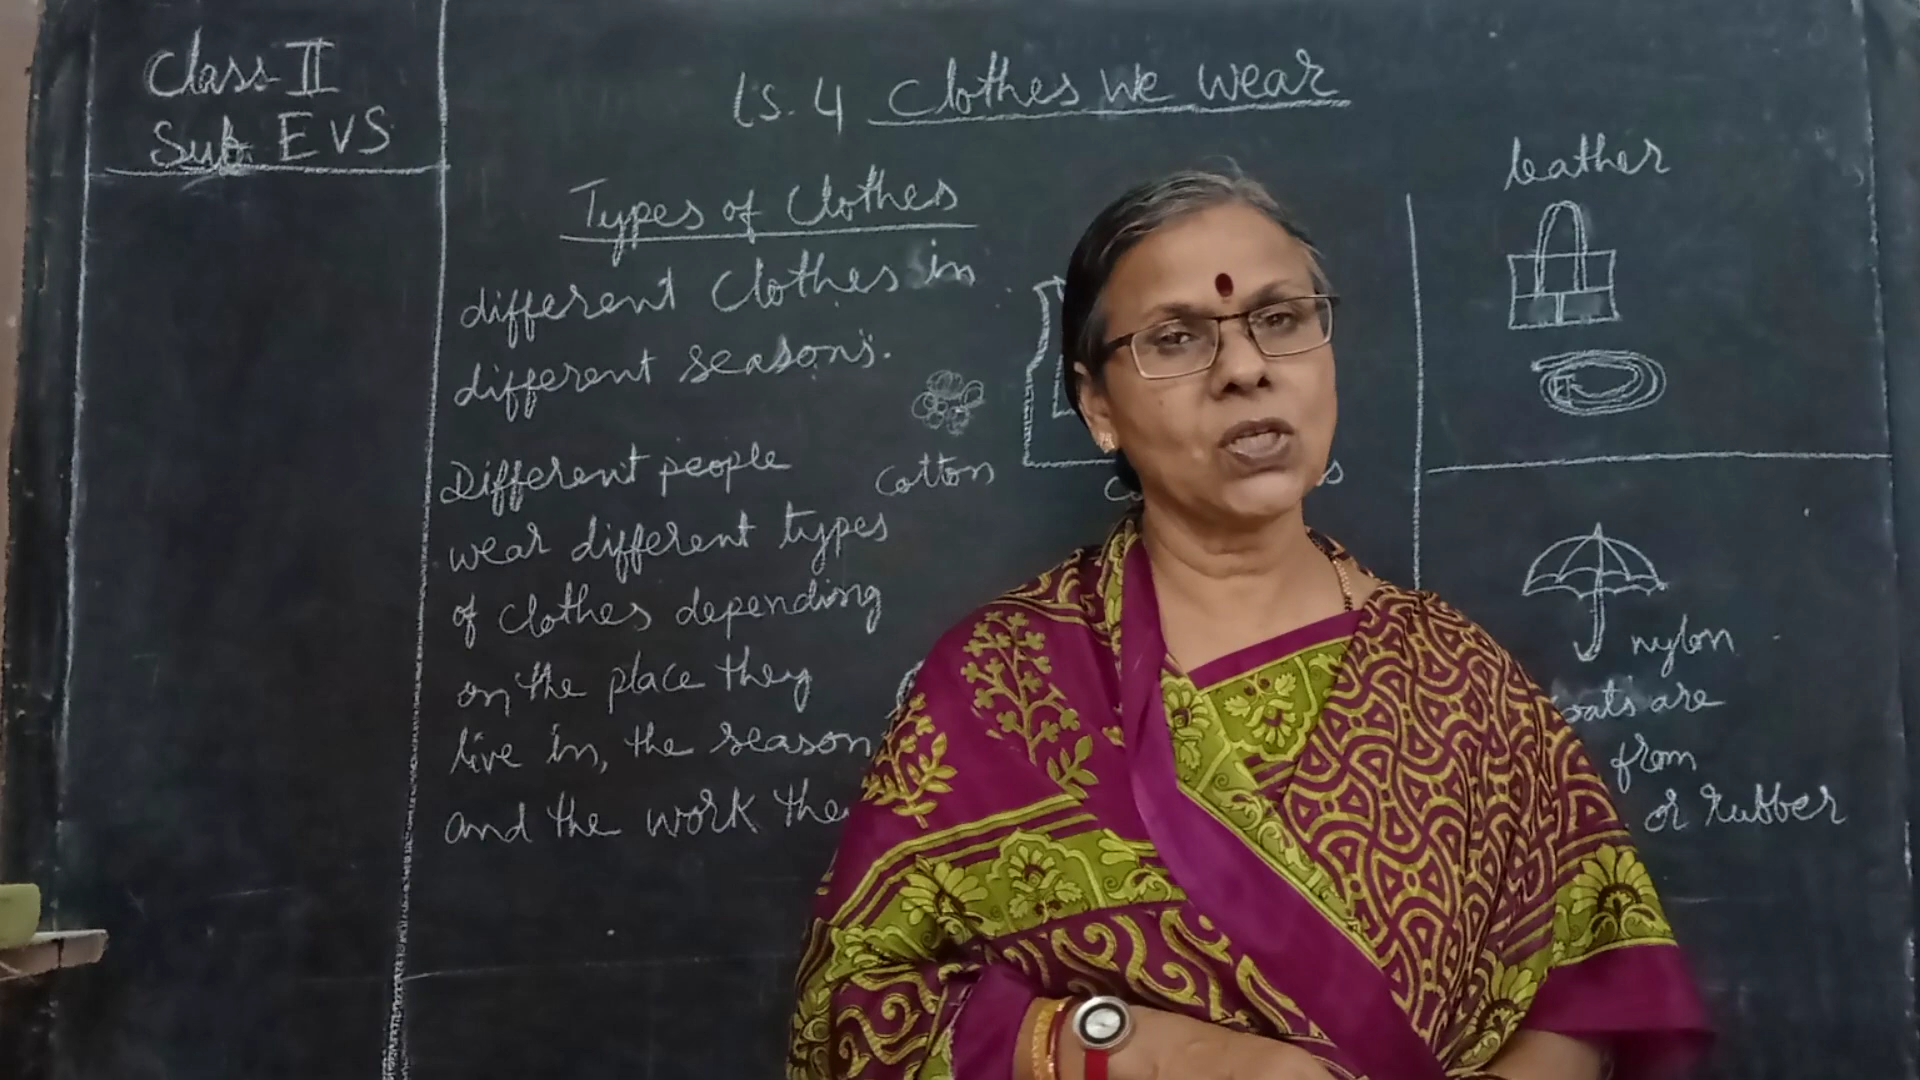 Class II
Sub EVS
LS. 4 Clothes We wear
Types of Clothes
different Clothes in
different seasons.
Different people
wear different types
of clothes depending
on the place they
live in, the season
and the work the
cotton
leather
nylon
are
from
or rubber